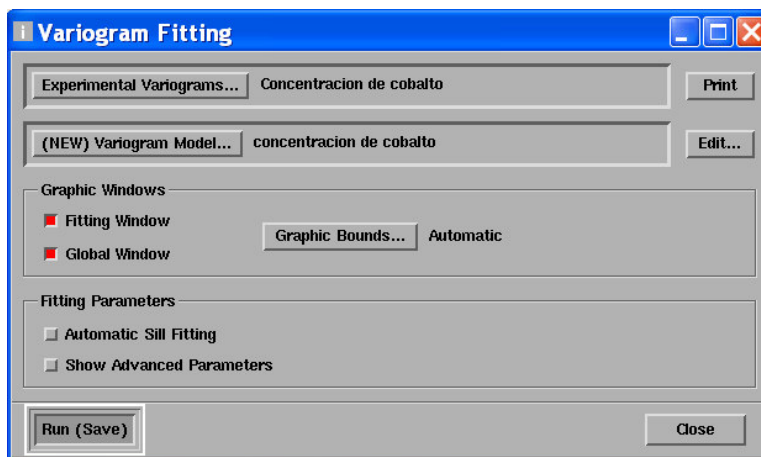 Variogram Fitting
Experimental Variograms... Concentracion de cobalto Print
(NEW) Variogram Model... concentracion de cobalto Edit...
Graphic Windows
Fitting Window
Graphic Bounds... Automatic
Global Window
Fitting Parameters
Automatic Sill Fitting
Show Advanced Parameters
Run (Save) Close